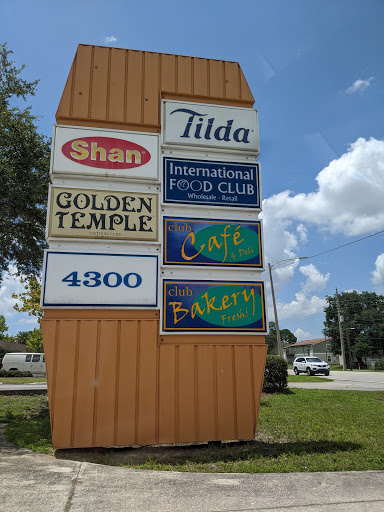 Shan
GOLDEN
TEMPLE
4300
Tilda
International
FOOD CLUB
Wholesale - Retail
club
Café
& Deli
club
Bakery
Fresh!